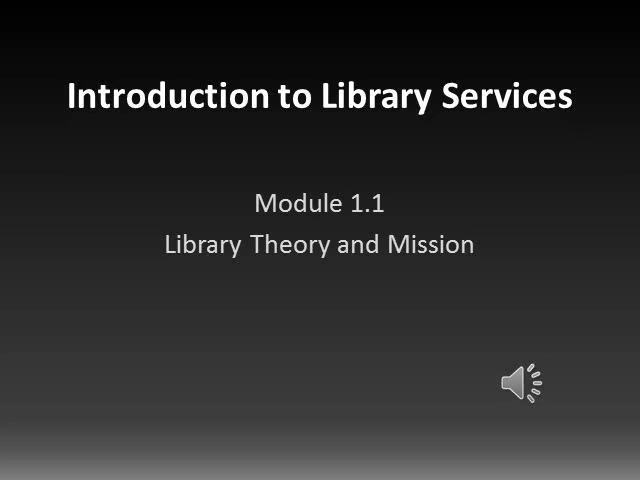 Introduction to Library Services
Module 1.1
Library Theory and Mission